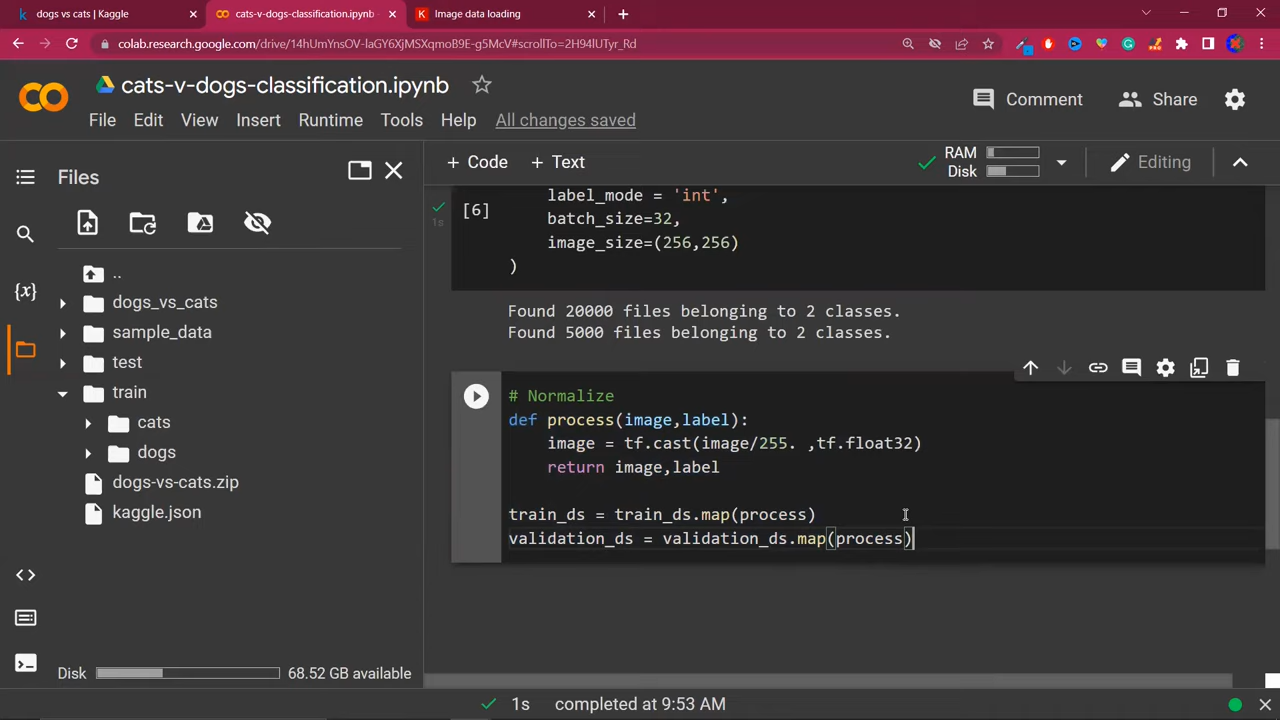 dogs vs cats | Kaggle
cats-v-dogs-classification.ipynb
Image data loading
colab.research.google.com/drive/14hUmYnsOV-laGY6XjMSXqmoB9E-g5McV#scrollTo=2H94lUTyr_Rd
cats-v-dogs-classification.ipynb
Comment
Share
File Edit View Insert Runtime Tools Help All changes saved
Files
+ Code + Text
RAM
Disk
Editing
..
dogs_vs_cats
sample_data
test
train
cats
dogs
dogs-vs-cats.zip
kaggle.json
{x}
Disk
68.52 GB available
1s
[6]
label_mode = 'int',
batch_size=32,
image_size=(256,256)
)
Found 20000 files belonging to 2 classes.
Found 5000 files belonging to 2 classes.
# Normalize
def process(image,label):
image = tf.cast(image/255. ,tf.float32)
return image,label
train_ds = train_ds.map(process)
validation_ds = validation_ds.map(process)
1s completed at 9:53 AM